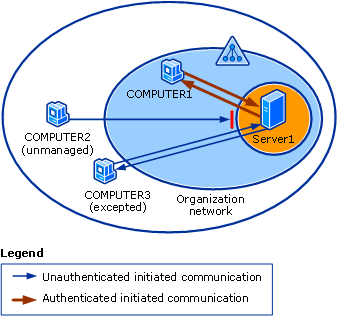 COMPUTER1
COMPUTER2
(unmanaged)
Server1
COMPUTER3
(excepted)
Organization
network
Legend
Unauthenticated initiated communication
Authenticated initiated communication